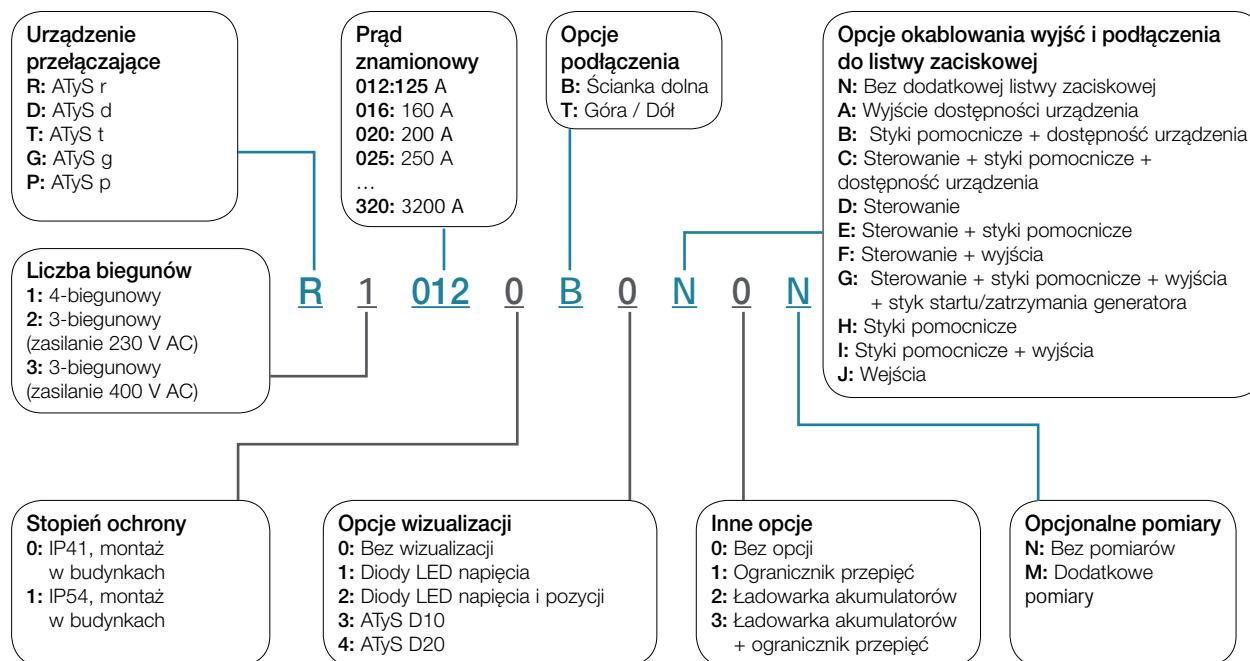 Urządzenie
przełączające
R: ATyS r
D: ATyS d
T: ATyS t
G: ATyS g
P: ATyS p
Prąd
znamionowy
012:125 A
016: 160 A
020: 200 A
025: 250 A
...
320: 3200 A
Opcje
podłączenia
B: Ścianka dolna
T: Góra / Dół
Opcje okablowania wyjść i podłączenia
do listwy zaciskowej
N: Bez dodatkowej listwy zaciskowej
A: Wyjście dostępności urządzenia
B: Styki pomocnicze + dostępność urządzenia
C: Sterowanie + styki pomocnicze +
dostępność urządzenia
D: Sterowanie
E: Sterowanie + styki pomocnicze
F: Sterowanie + wyjścia
G: Sterowanie + styki pomocnicze + wyjścia
+ styk startu/zatrzymania generatora
H: Styki pomocnicze
I: Styki pomocnicze + wyjścia
J: Wejścia
Liczba biegunów
1: 4-biegunowy
2: 3-biegunowy
(zasilanie 230 V AC)
3: 3-biegunowy
(zasilanie 400 V AC)
R 1 012 0 B 0 N 0 N
Stopień ochrony
0: IP41, montaż
w budynkach
1: IP54, montaż
w budynkach
Opcje wizualizacji
0: Bez wizualizacji
1: Diody LED napięcia
2: Diody LED napięcia i pozycji
3: ATyS D10
4: ATyS D20
Inne opcje
0: Bez opcji
1: Ogranicznik przepięć
2: Ładowarka akumulatorów
3: Ładowarka akumulatorów
+ ogranicznik przepięć
Opcjonalne pomiary
N: Bez pomiarów
M: Dodatkowe
pomiary